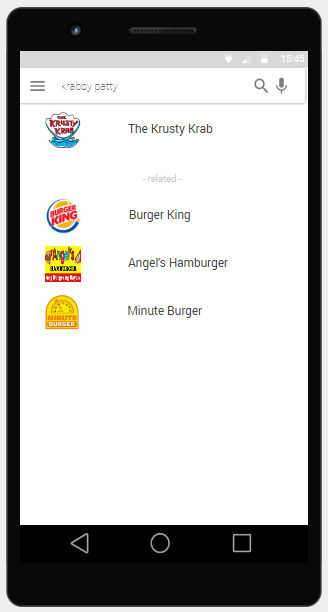 15:45
krabby patty
THE
KRUSTY
KRAB
The Krusty Krab
- related -
BURGER
KING
Burger King
Angel's
HAMBURGER
Angel's Hamburger
MINUTE
BURGER
Minute Burger